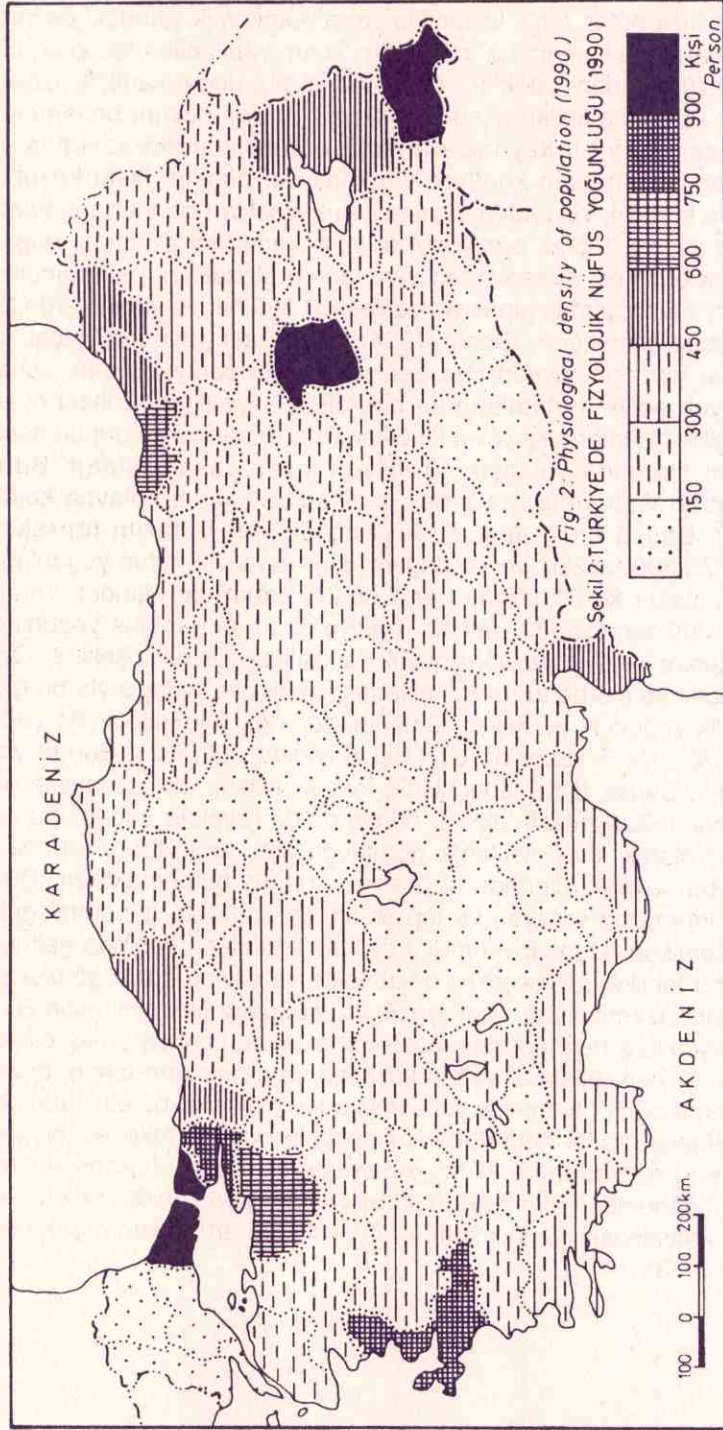 KARADENİZ
AKDENİZ
100 0 100 200km
Fig. 2: Physiological density of population (1990)
Şekil 2:TÜRKİYE'DE FİZYOLOJİK NÜFUS YOĞUNLUĞU( 1990)
150 300 450 600 750 900 Kişi
Person